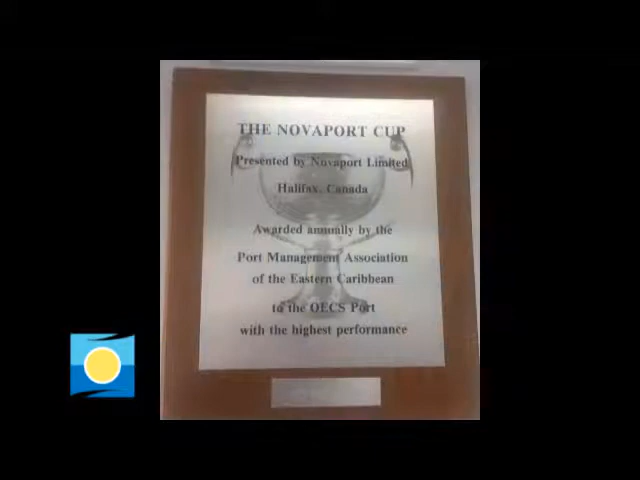 THE NOVAPORT CUP
Presented by Novaport Limited
Halifax, Canada
Awarded annually by the
Port Management Association
of the Eastern Caribbean
to the OECS Port
with the highest performance